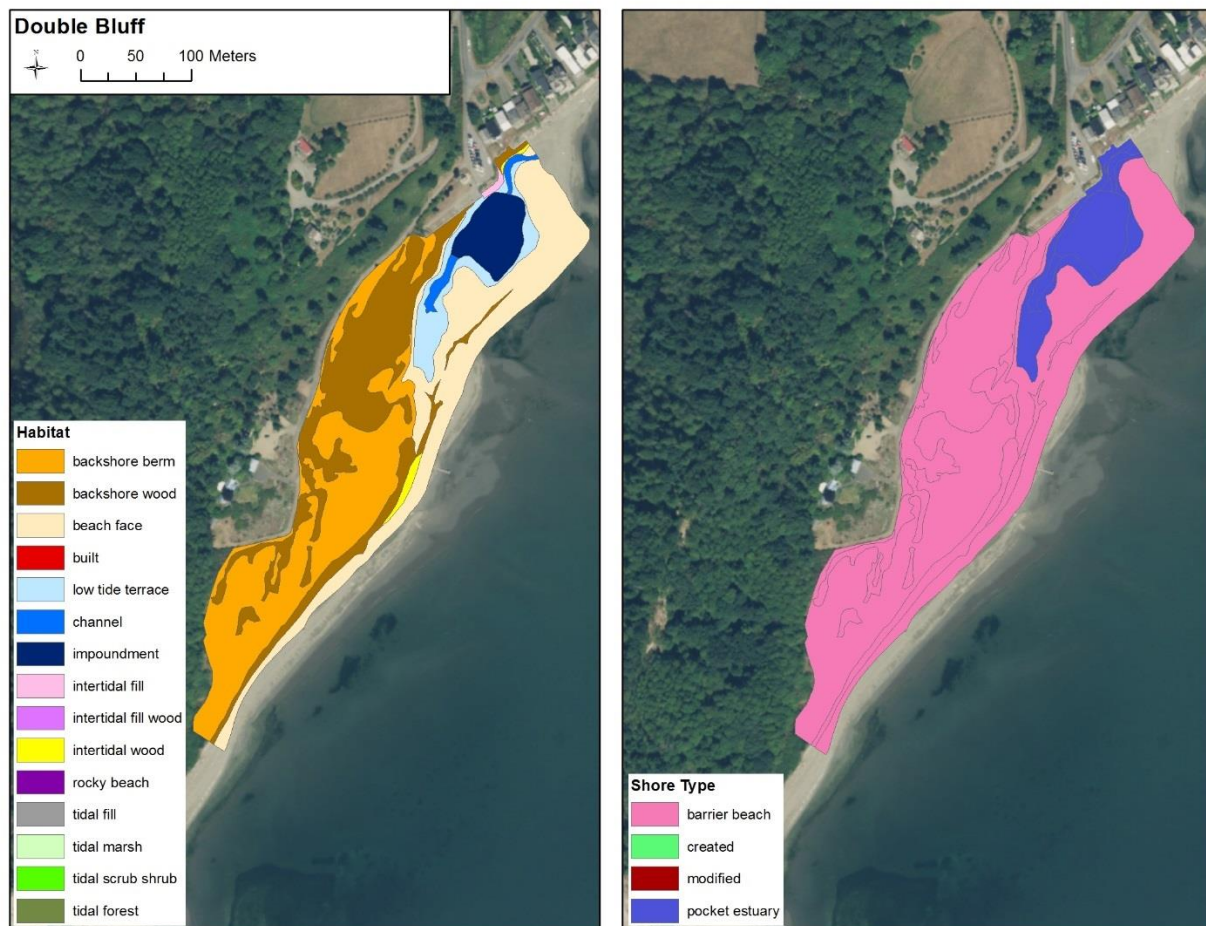 Double Bluff
N
0 50 100 Meters
Habitat
backshore berm
backshore wood
beach face
built
low tide terrace
channel
impoundment
intertidal fill
intertidal fill wood
intertidal wood
rocky beach
tidal fill
tidal marsh
tidal scrub shrub
tidal forest
Shore Type
barrier beach
created
modified
pocket estuary